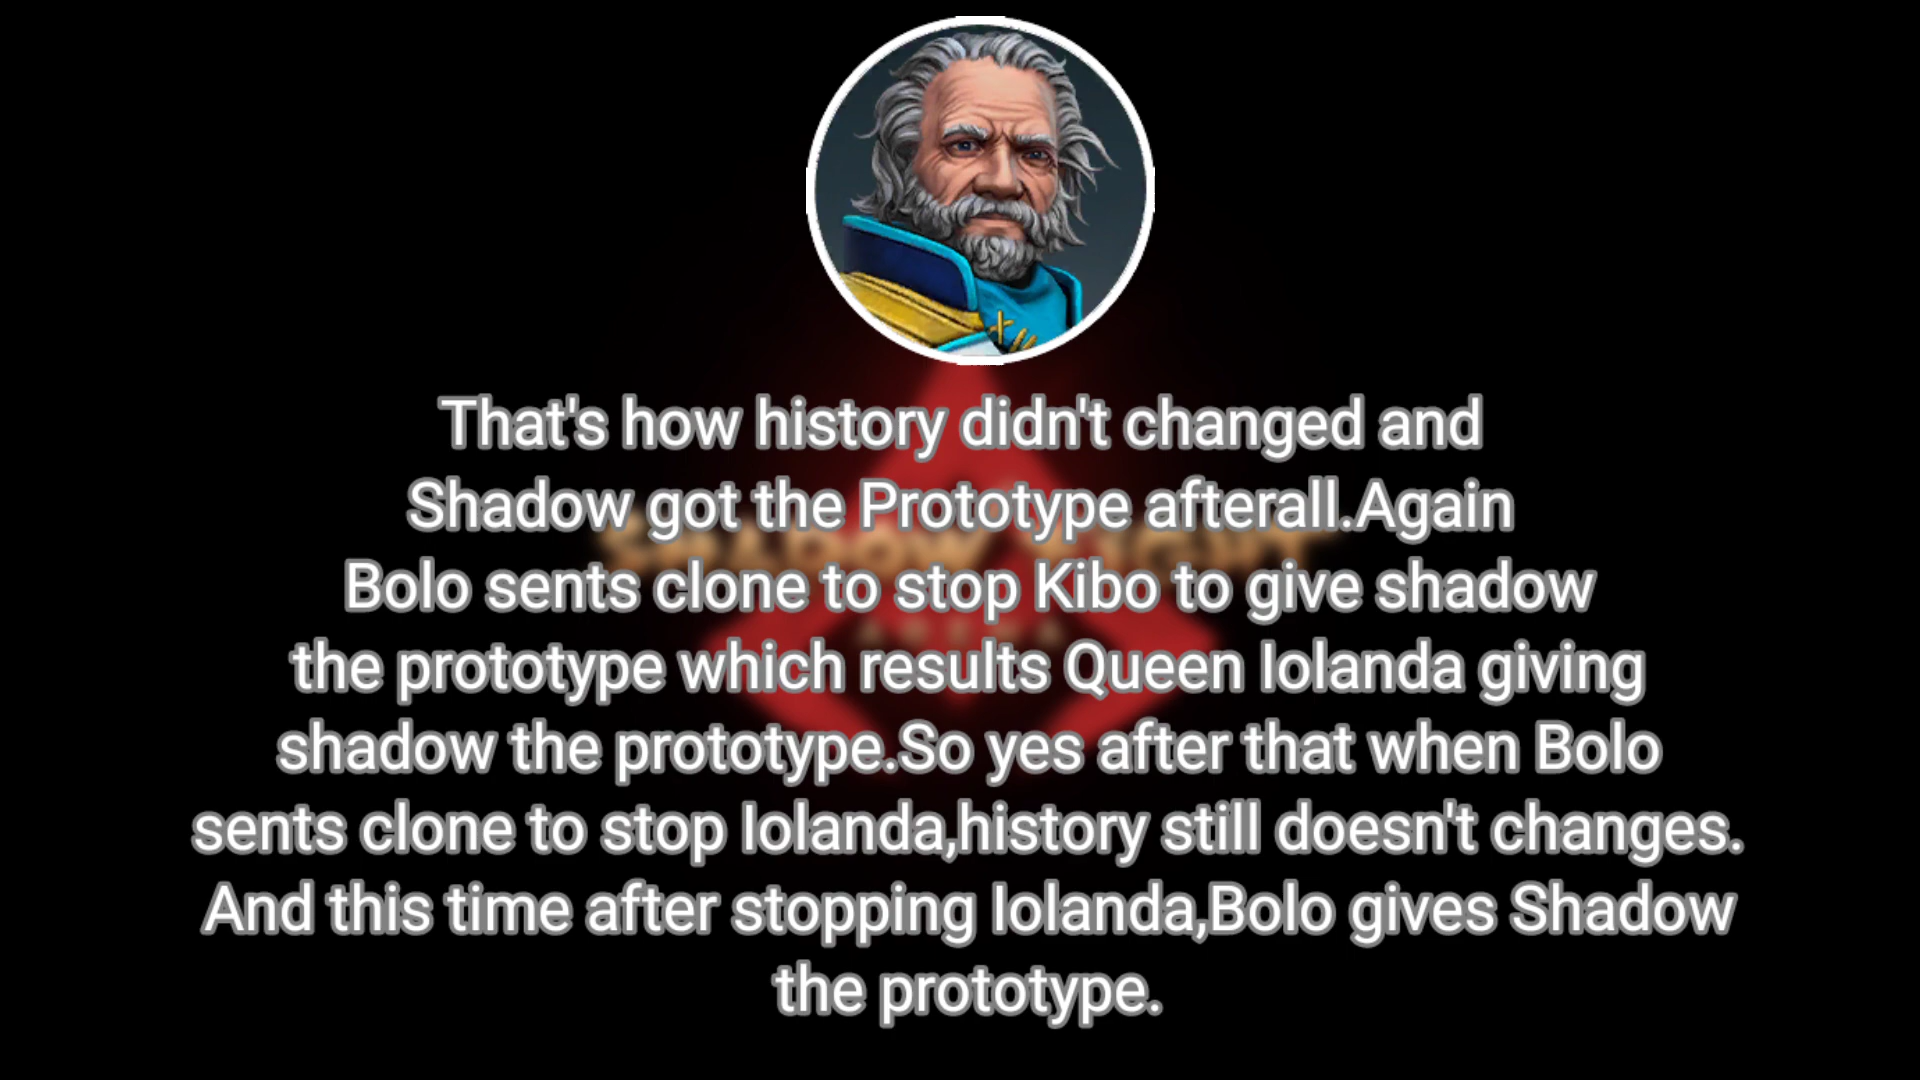 That's how history didn't changed and
Shadow got the Prototype afterall.Again
Bolo sents clone to stop Kibo to give shadow
the prototype which results Queen Iolanda giving
shadow the prototype.So yes after that when Bolo
sents clone to stop Iolanda,history still doesn't changes.
And this time after stopping Iolanda,Bolo gives Shadow
the prototype.
SHADOW FIGHT
ARENA